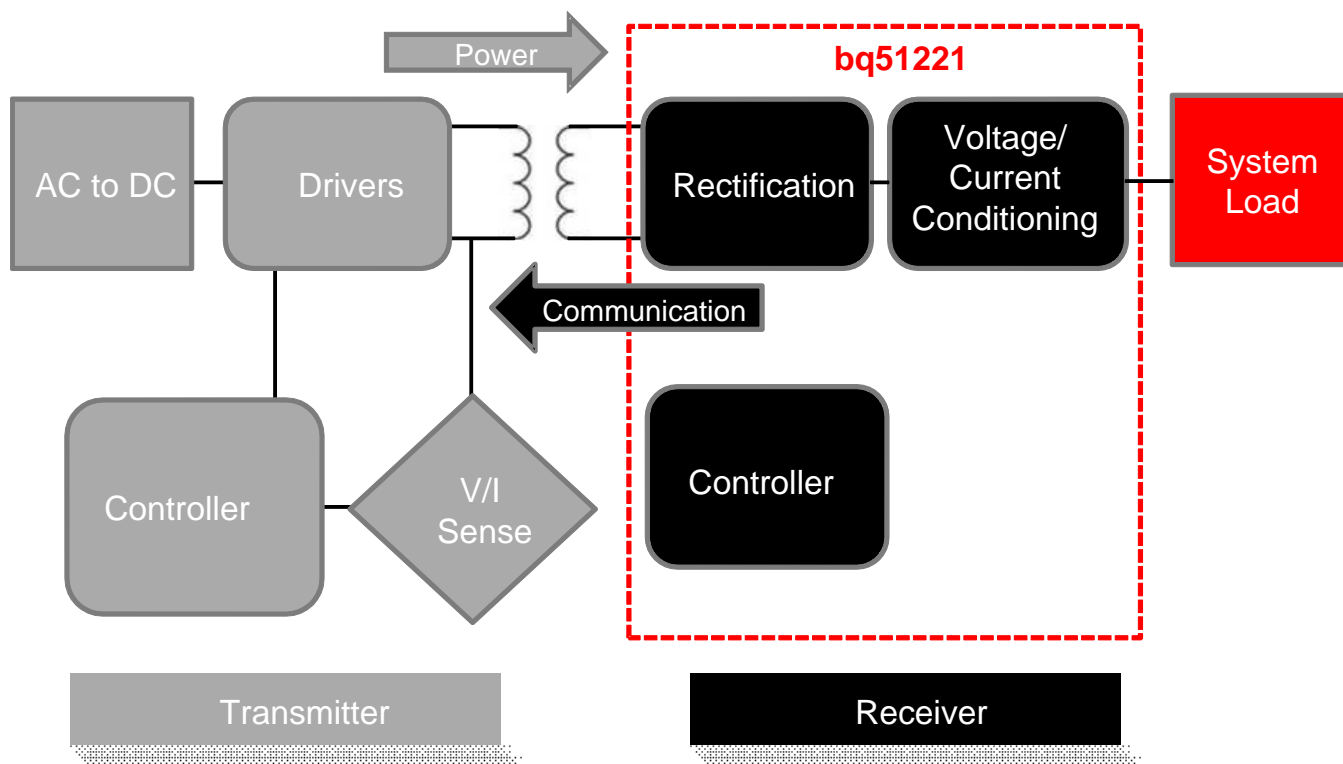 Power
bq51221
AC to DC
Drivers
Rectification
Voltage/
Current
Conditioning
System
Load
Communication
Controller
V/I
Sense
Controller
Transmitter
Receiver